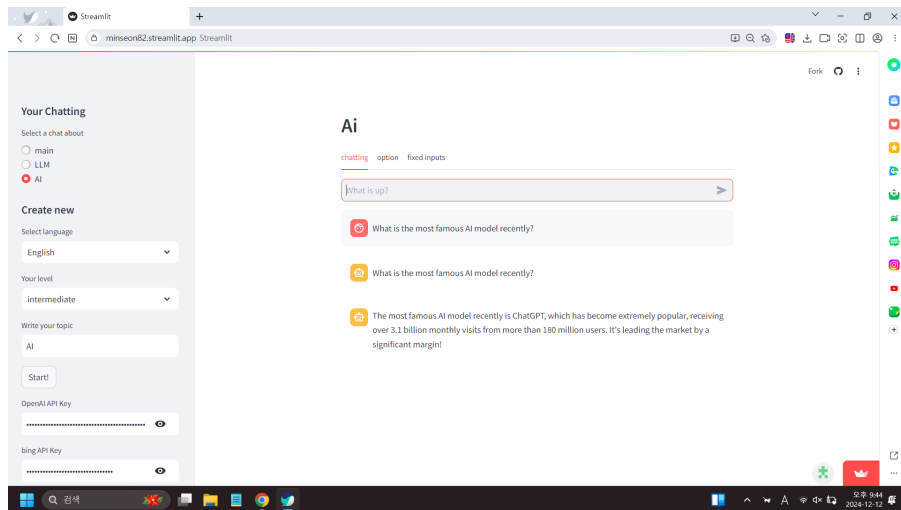 Streamlit
minseon82.streamlit.app Streamlit
Fork
Your Chatting
Select a chat about
main
LLM
AI
Create new
Select language
English
Your level
intermediate
Write your topic
AI
Start!
OpenAI API Key
bing API Key
Ai
chatting option fixed inputs
What is up?
What is the most famous AI model recently?
What is the most famous AI model recently?
The most famous AI model recently is ChatGPT, which has become extremely popular, receiving
over 3.1 billion monthly visits from more than 180 million users. It's leading the market by a
significant margin!
검색
A
오후 9:44
2024-12-12